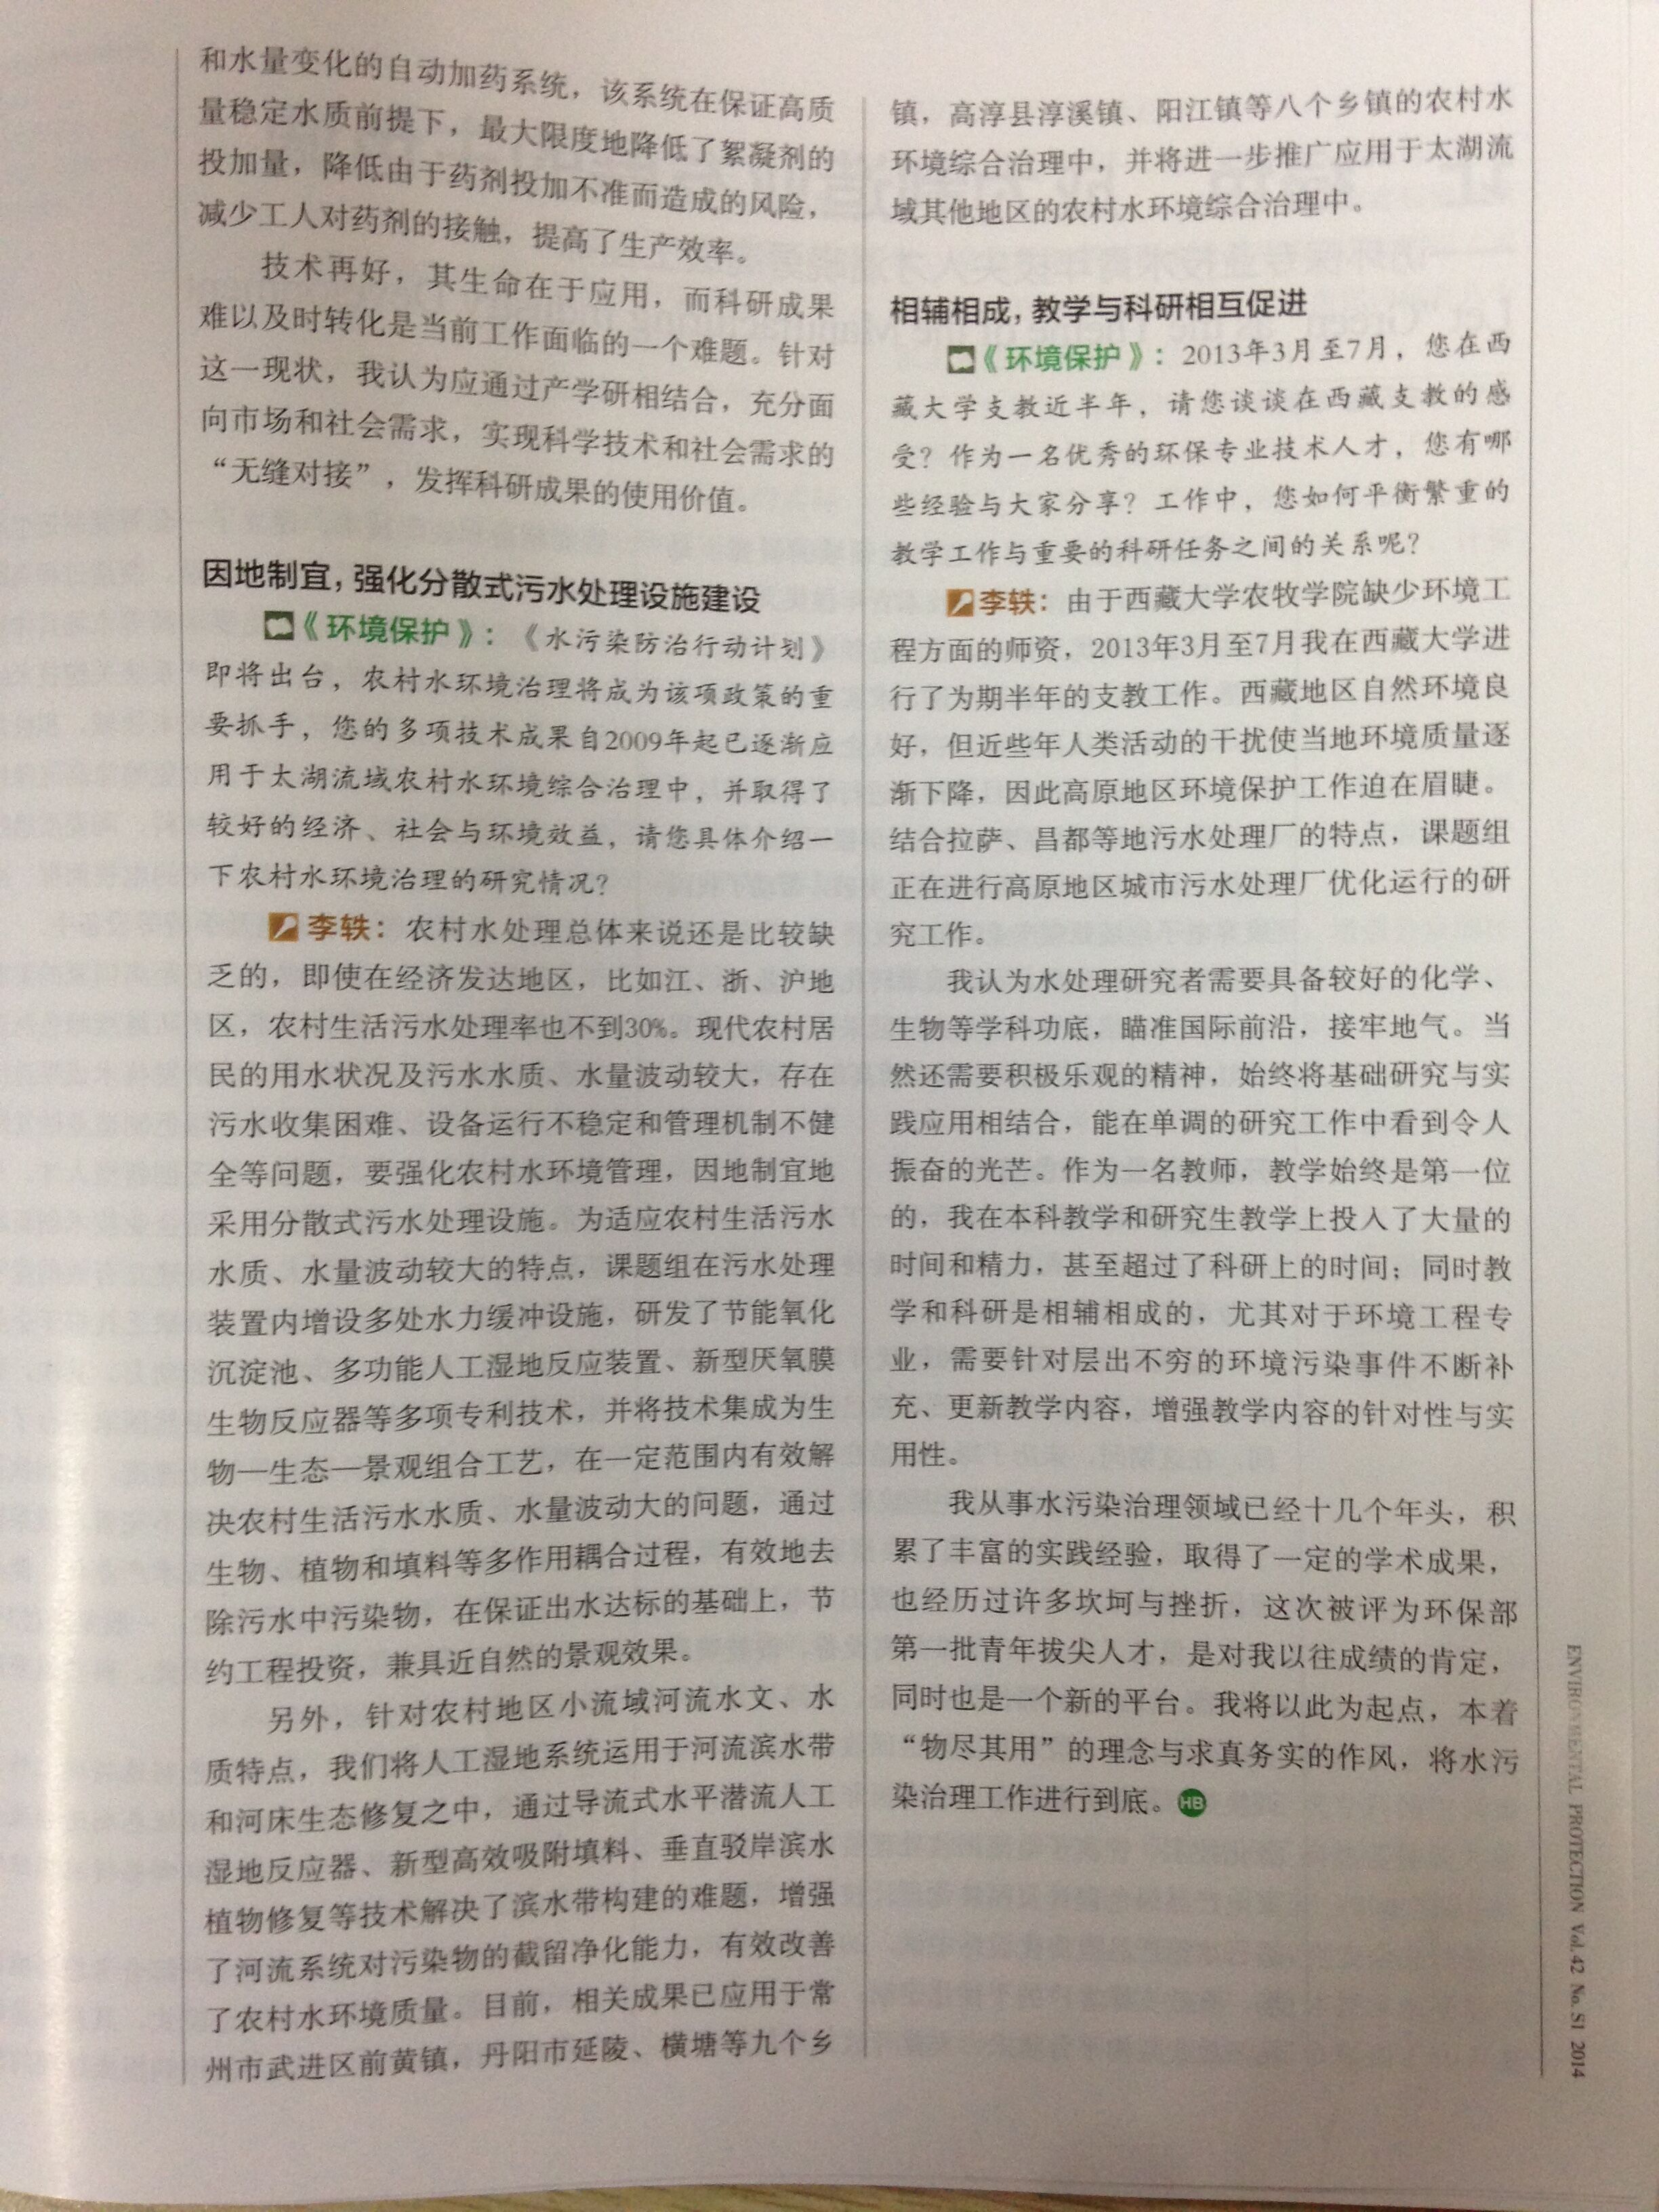 和水量变化的自动加药系统，该系统在保证高质
量稳定水质前提下，最大限度地降低了絮凝剂的
投加量，降低由于药剂投加不准而造成的风险，
减少工人对药剂的接触，提高了生产效率。
技术再好，其生命在于应用，而科研成果
难以及时转化是当前工作面临的一个难题。针对
这一现状，我认为应通过产学研相结合，充分面
向市场和社会需求，实现科学技术和社会需求的
“无缝对接”，发挥科研成果的使用价值。
因地制宜，强化分散式污水处理设施建设
《环境保护》：《水污染防治行动计划》
即将出台，农村水环境治理将成为该项政策的重
要抓手，您的多项技术成果自2009年起已逐渐应
用于太湖流域农村水环境综合治理中，并取得了
较好的经济、社会与环境效益，请您具体介绍一
下农村水环境治理的研究情况？
李轶：农村水处理总体来说还是比较缺
乏的，即使在经济发达地区，比如江、浙、沪地
区，农村生活污水处理率也不到30%。现代农村居
民的用水状况及污水水质、水量波动较大，存在
污水收集困难、设备运行不稳定和管理机制不健
全等问题，要强化农村水环境管理，因地制宜地
采用分散式污水处理设施。为适应农村生活污水
水质、水量波动较大的特点，课题组在污水处理
装置内增设多处水力缓冲设施，研发了节能氧化
沉淀池、多功能人工湿地反应装置、新型厌氧膜
生物反应器等多项专利技术，并将技术集成为生
物—生态—景观组合工艺，在一定范围内有效解
决农村生活污水水质、水量波动大的问题，通过
生物、植物和填料等多作用耦合过程，有效地去
除污水中污染物，在保证出水达标的基础上，节
约工程投资，兼具近自然的景观效果。
另外，针对农村地区小流域河流水文、水
质特点，我们将人工湿地系统运用于河流滨水带
和河床生态修复之中，通过导流式水平潜流人工
湿地反应器、新型高效吸附填料、垂直驳岸滨水
植物修复等技术解决了滨水带构建的难题，增强
了河流系统对污染物的截留净化能力，有效改善
了农村水环境质量。目前，相关成果已应用于常
州市武进区前黄镇，丹阳市延陵、横塘等九个乡
镇，高淳县淳溪镇、阳江镇等八个乡镇的农村水
环境综合治理中，并将进一步推广应用于太湖流
域其他地区的农村水环境综合治理中。
相辅相成，教学与科研相互促进
《环境保护》：2013年3月至7月，您在西
藏大学支教近半年，请您谈谈在西藏支教的感
受？作为一名优秀的环保专业技术人才，您有哪
些经验与大家分享？工作中，您如何平衡繁重的
教学工作与重要的科研任务之间的关系呢？
李轶：由于西藏大学农牧学院缺少环境工
程方面的师资，2013年3月至7月我在西藏大学进
行了为期半年的支教工作。西藏地区自然环境良
好，但近些年人类活动的干扰使当地环境质量逐
渐下降，因此高原地区环境保护工作迫在眉睫。
结合拉萨、昌都等地污水处理厂的特点，课题组
正在进行高原地区城市污水处理厂优化运行的研
究工作。
我认为水处理研究者需要具备较好的化学、
生物等学科功底，瞄准国际前沿，接牢地气。当
然还需要积极乐观的精神，始终将基础研究与实
践应用相结合，能在单调的研究工作中看到令人
振奋的光芒。作为一名教师，教学始终是第一位
的，我在本科教学和研究生教学上投入了大量的
时间和精力，甚至超过了科研上的时间；同时教
学和科研是相辅相成的，尤其对于环境工程专
业，需要针对层出不穷的环境污染事件不断补
充、更新教学内容，增强教学内容的针对性与实
用性。
我从事水污染治理领域已经十几个年头，积
累了丰富的实践经验，取得了一定的学术成果，
也经历过许多坎坷与挫折，这次被评为环保部
第一批青年拔尖人才，是对我以往成绩的肯定，
同时也是一个新的平台。我将以此为起点，本着
“物尽其用”的理念与求真务实的作风，将水污
染治理工作进行到底。HB
ENVIRONMENTAL PROTECTION Vol.42 No.S1 2014